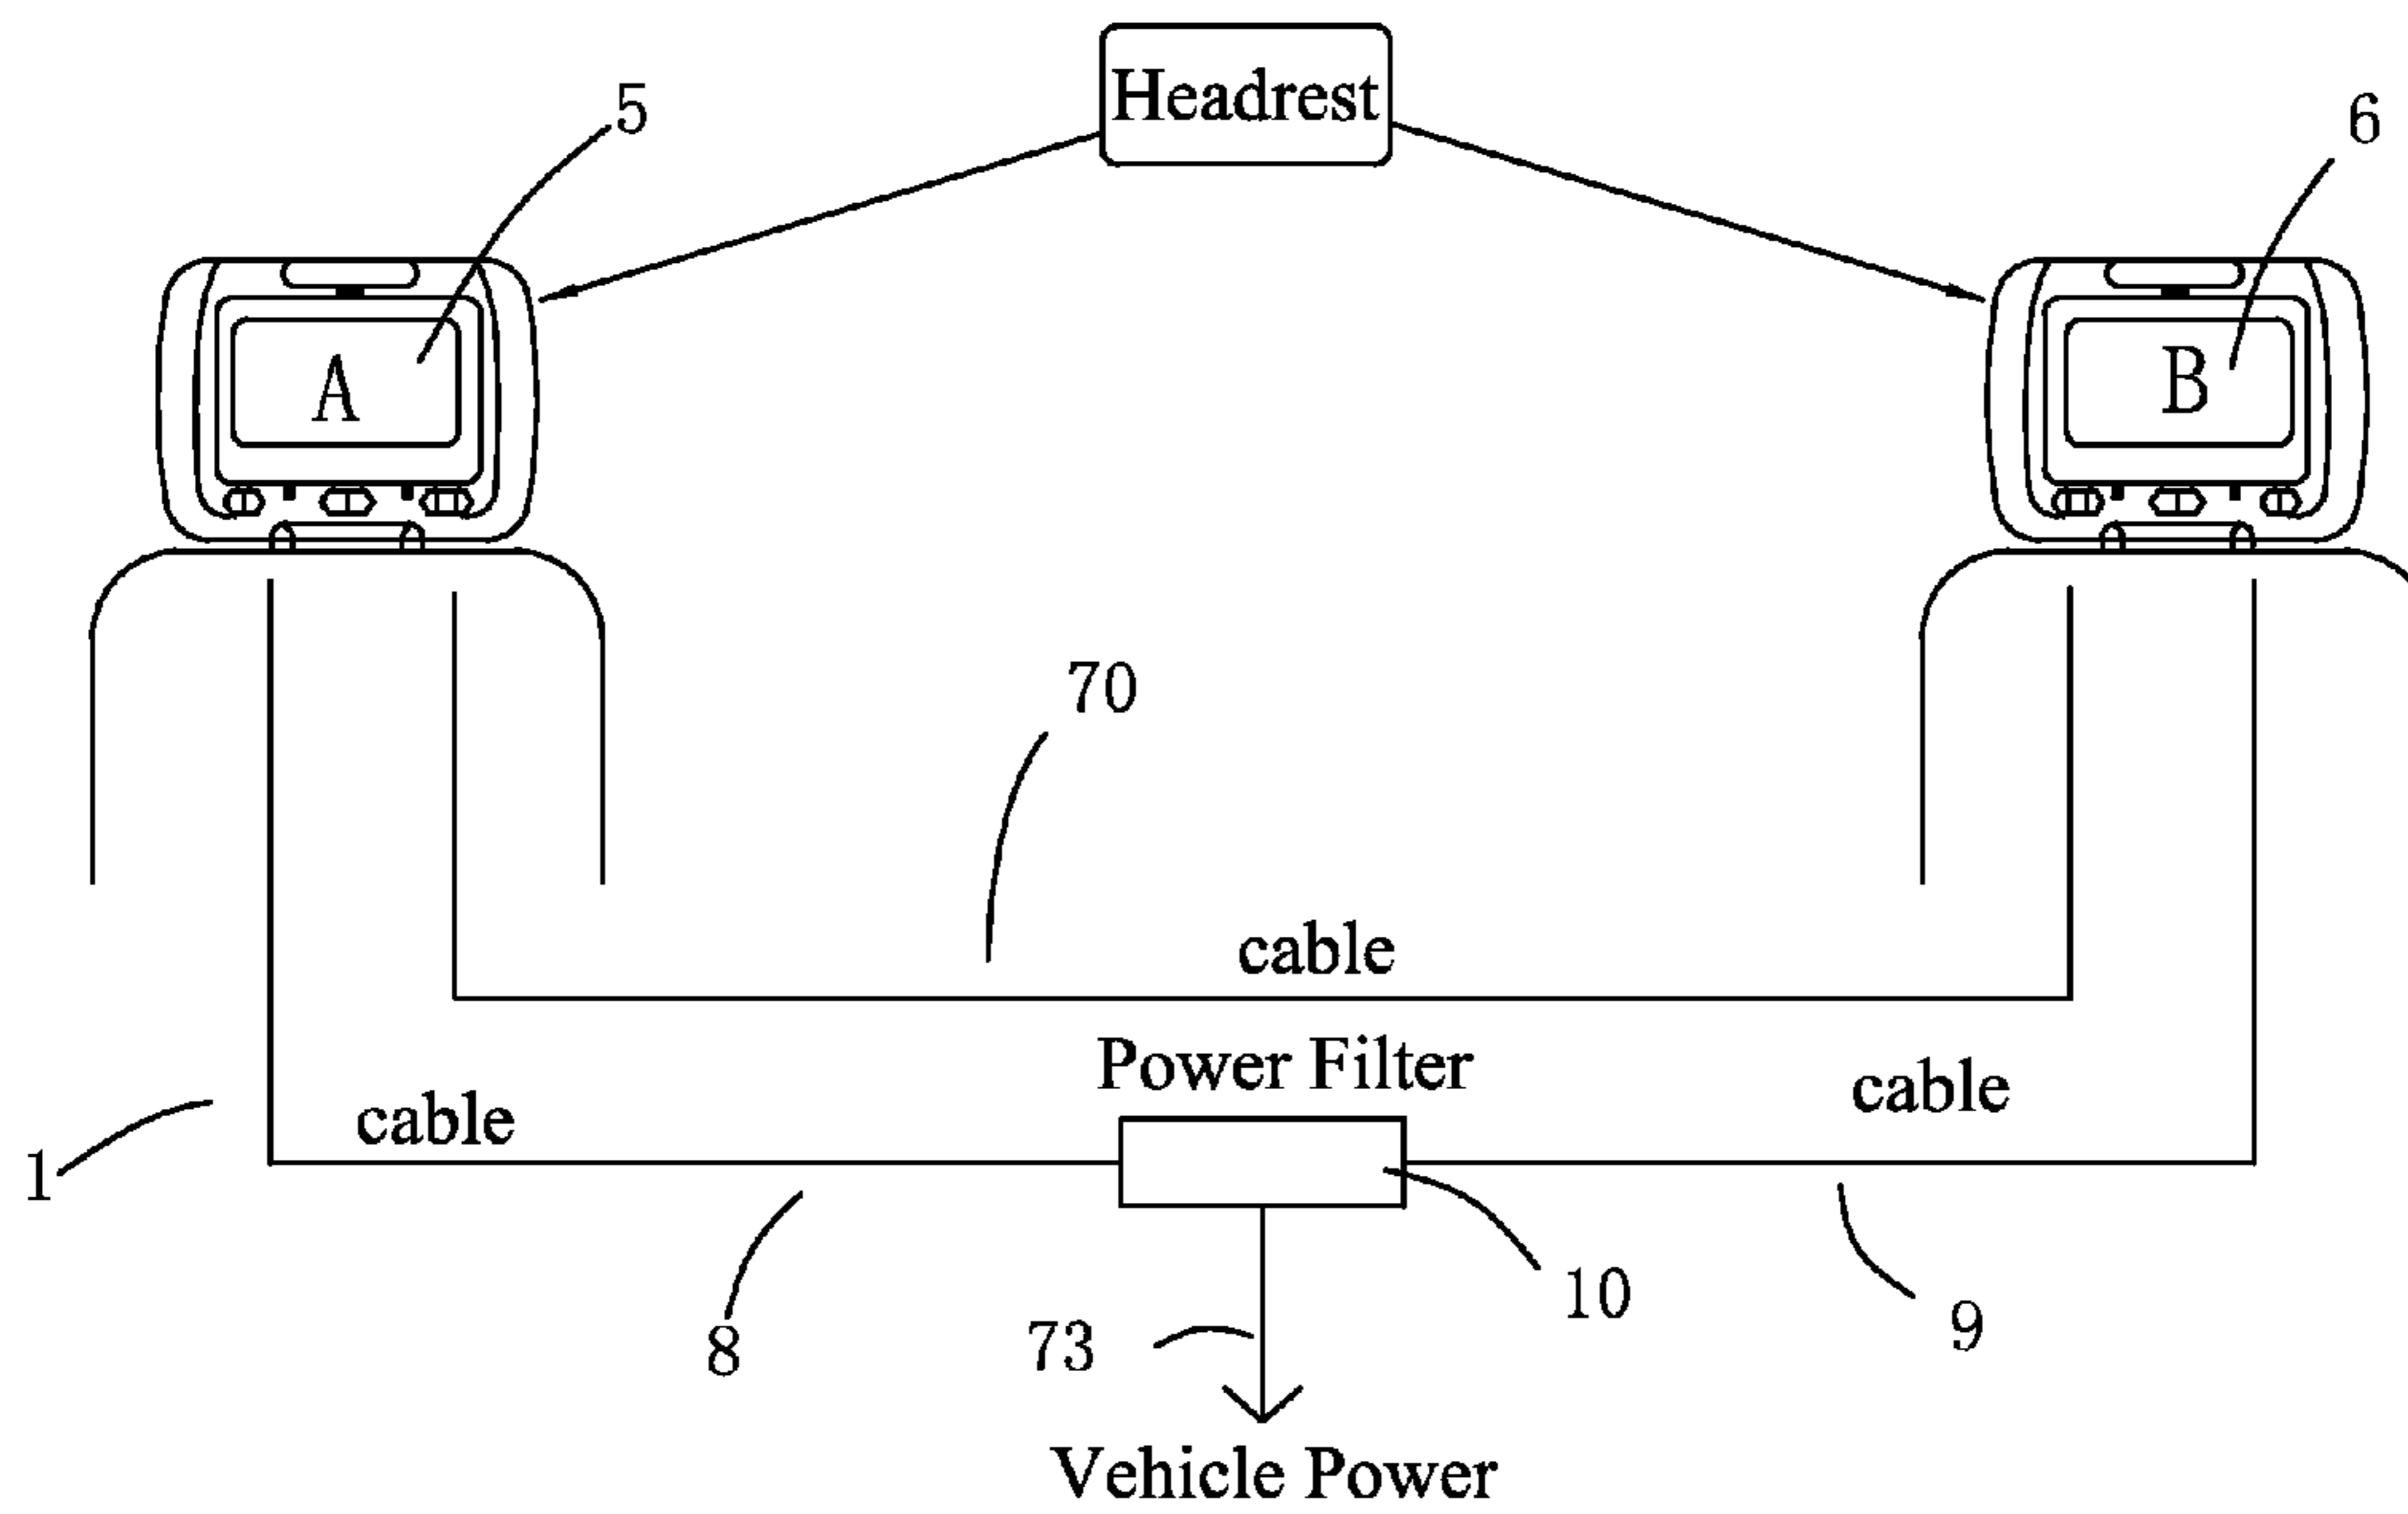 Headrest
5
6
A
B
70
cable
Power Filter
cable
cable
1
10
8
73
9
Vehicle Power